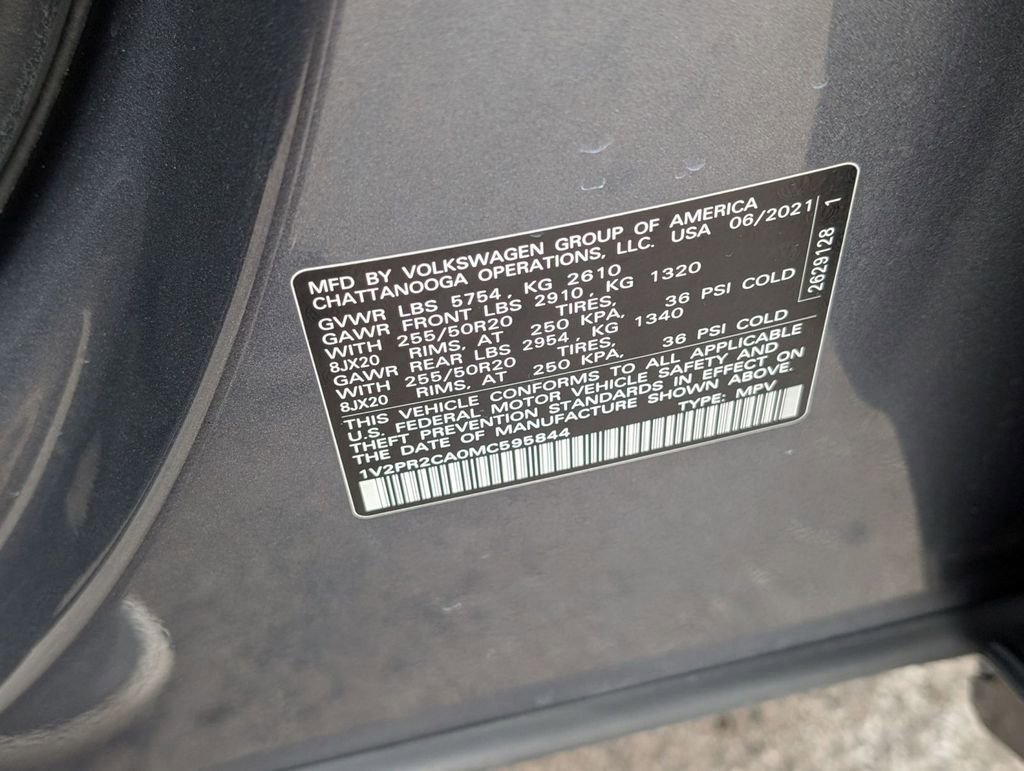 MFD BY VOLKSWAGEN GROUP OF AMERICA
CHATTANOOGA OPERATIONS, LLC. USA 06/2021
GVWR LBS 5754, KG 2610
GAWR FRONT LBS 2910, KG 1320
WITH 255/50R20 TIRES,
8JX20 RIMS, AT 250 KPA, 36 PSI COLD
GAWR REAR LBS 2954, KG 1340
WITH 255/50R20 TIRES,
8JX20 RIMS, AT 250 KPA, 36 PSI COLD
THIS VEHICLE CONFORMS TO ALL APPLICABLE
U.S. FEDERAL MOTOR VEHICLE SAFETY AND
THEFT PREVENTION STANDARDS IN EFFECT ON
THE DATE OF MANUFACTURE SHOWN ABOVE.
1V2PR2CA0MC595844 TYPE: MPV
2629128 S1